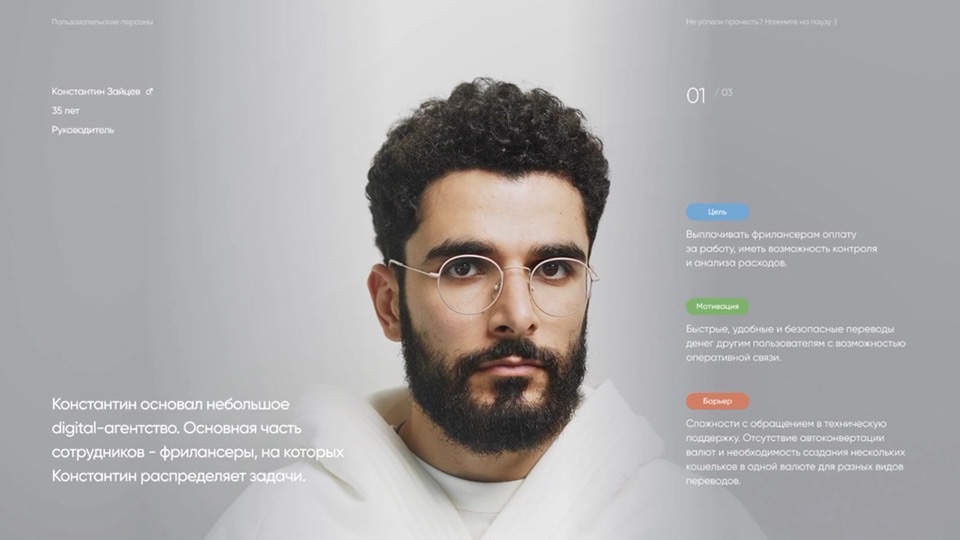 Пользовательские персоны
Не успели прочесть? Нажмите на паузу :)
Константин Зайцев ♂
35 лет
Руководитель
01 / 03
Цель
Выплачивать фрилансерам оплату
за работу, иметь возможность контроля
и анализа расходов.
Мотивация
Быстрые, удобные и безопасные переводы
денег другим пользователям с возможностью
оперативной связи.
Барьер
Сложности с обращением в техническую
поддержку. Отсутствие автоконвертации
валют и необходимость создания нескольких
кошельков в одной валюте для разных видов
переводов.
Константин основал небольшое
digital-агентство. Основная часть
сотрудников - фрилансеры, на которых
Константин распределяет задачи.